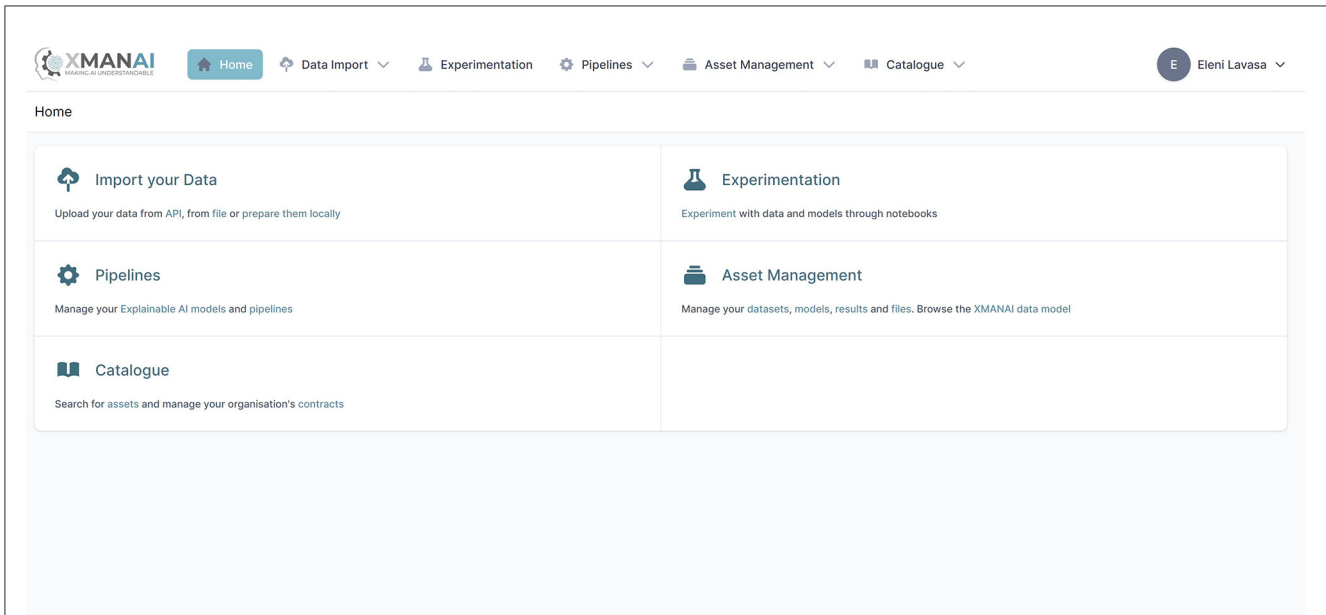 XMANAI
MAKING AI UNDERSTANDABLE
Home
Data Import
Experimentation
Pipelines
Asset Management
Catalogue
E
Eleni Lavasa
Home
Import your Data
Upload your data from API, from file or prepare them locally
Experimentation
Experiment with data and models through notebooks
Pipelines
Manage your Explainable AI models and pipelines
Asset Management
Manage your datasets, models, results and files. Browse the XMANAI data model
Catalogue
Search for assets and manage your organisation's contracts